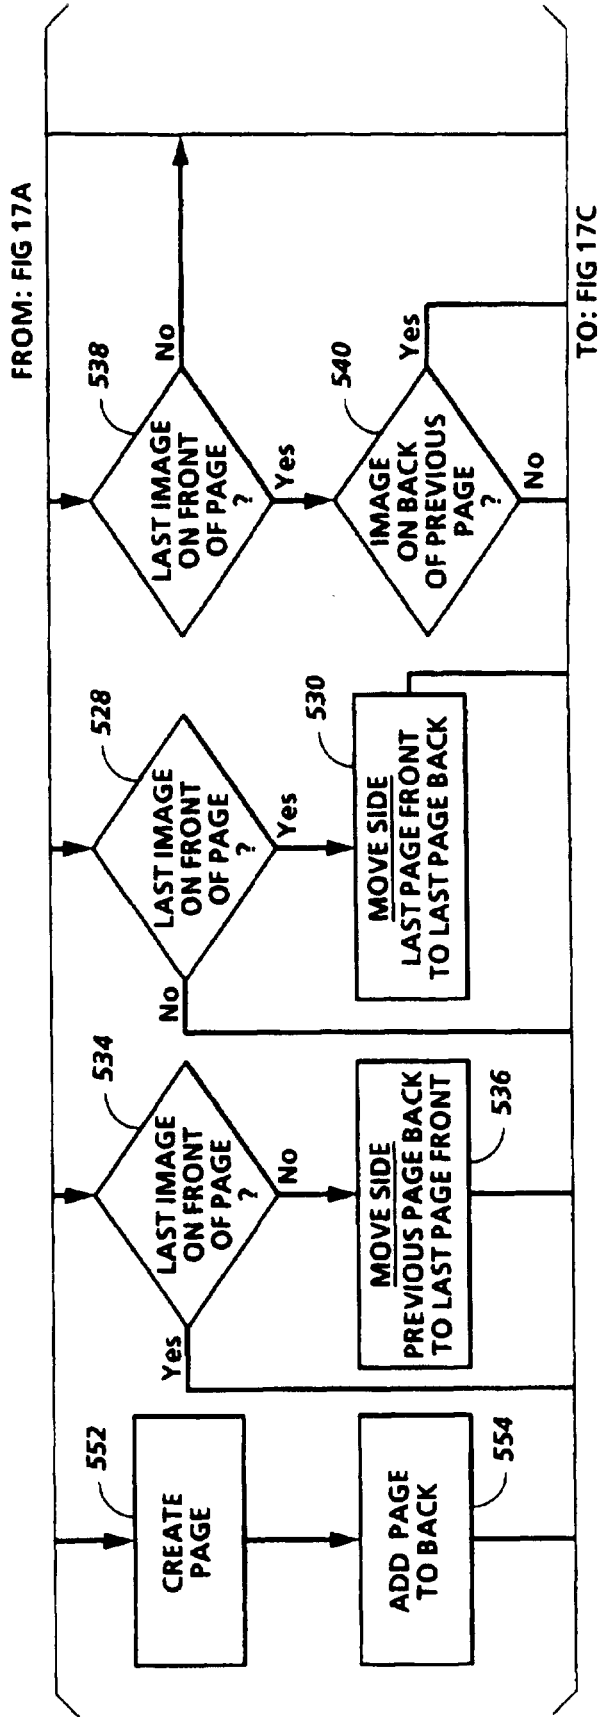 FROM: FIG 17A
552
CREATE
PAGE
554
ADD PAGE
TO BACK
534
LAST IMAGE
ON FRONT
OF PAGE
?
Yes
No
MOVE SIDE
PREVIOUS PAGE BACK
TO LAST PAGE FRONT
536
528
LAST IMAGE
ON FRONT
OF PAGE
?
No
Yes
530
MOVE SIDE
LAST PAGE FRONT
TO LAST PAGE BACK
538
LAST IMAGE
ON FRONT
OF PAGE
?
No
Yes
540
IMAGE
ON BACK
OF PREVIOUS
PAGE
?
Yes
No
TO: FIG 17C